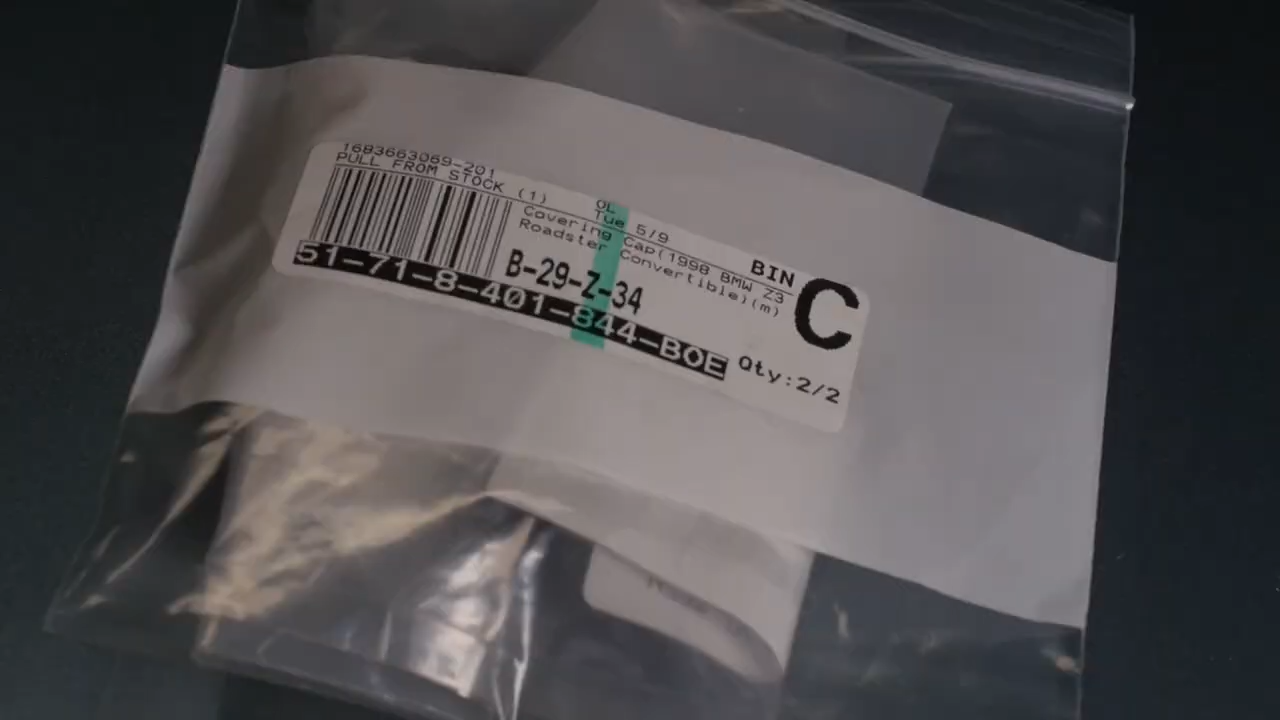 1683663069-201
PULL FROM STOCK (1)
OL
Tue 5/9
Covering Cap(1998 BMW Z3
Roadster Convertible)(m)
BIN C
B-29-Z-34
51-71-8-401-844-BOE
Qty:2/2